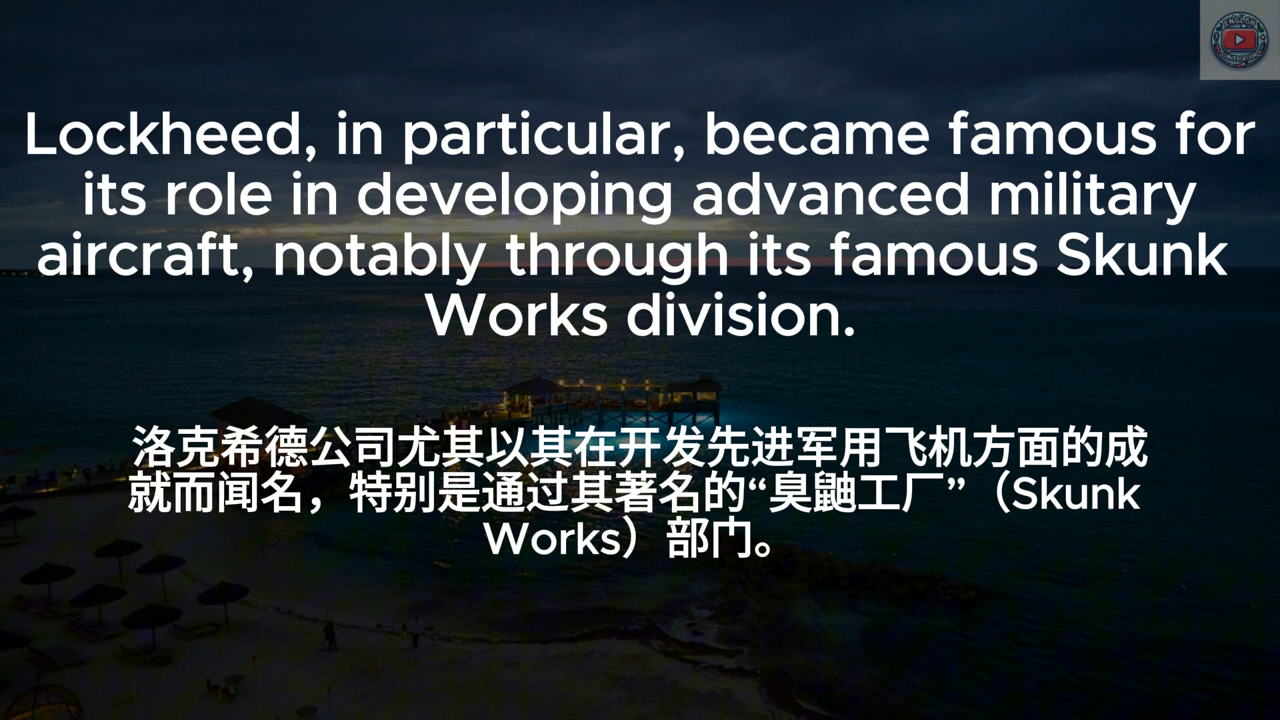 Lockheed, in particular, became famous for
its role in developing advanced military
aircraft, notably through its famous Skunk
Works division.
洛克希德公司尤其以其在开发先进军用飞机方面的成
就而闻名，特别是通过其著名的“臭鼬工厂”（Skunk
Works）部门。
ENGLISH